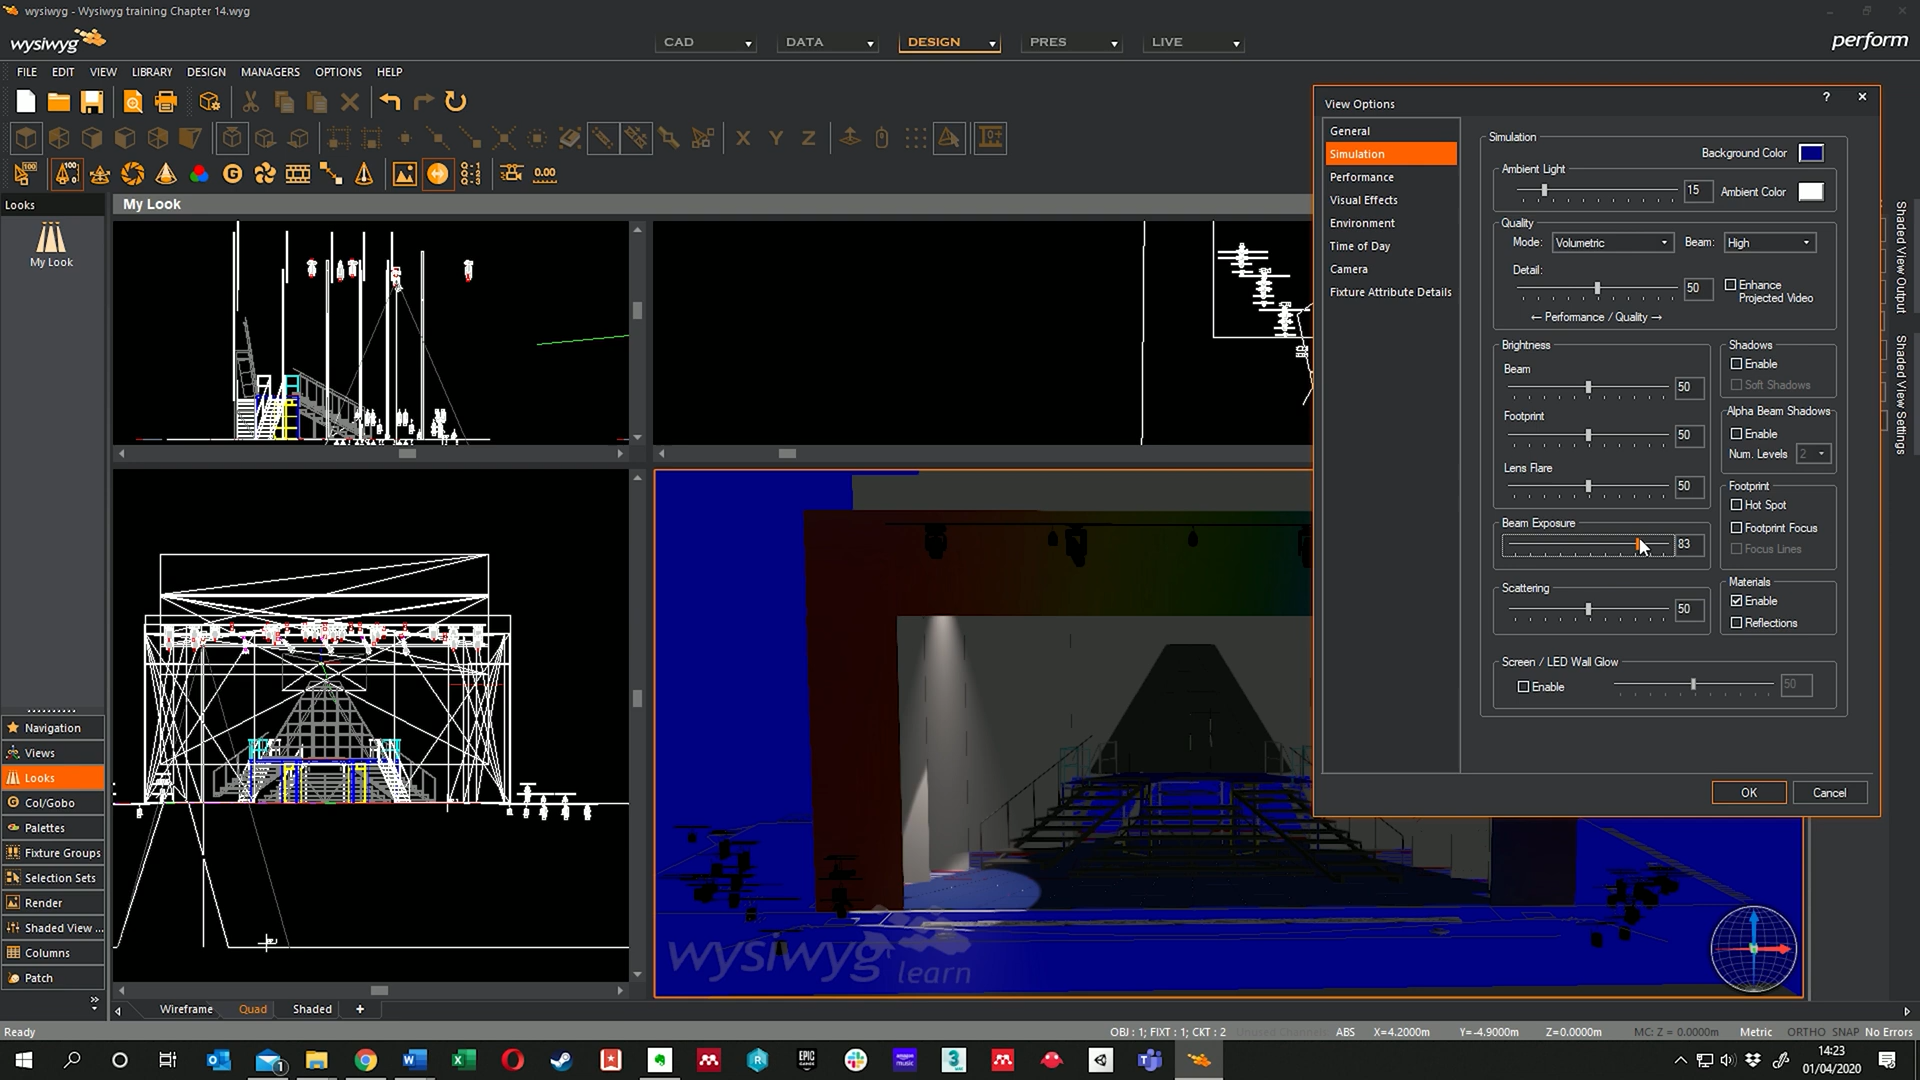 wysiwyg - Wysiwyg training Chapter 14.wyg
wysiwyg
CAD
DATA
DESIGN
PRES
LIVE
perform
FILE
EDIT
VIEW
LIBRARY
DESIGN
MANAGERS
OPTIONS
HELP
X
Y
Z
100
100
G
Q-1
0.00
Looks
My Look
My Look
Navigation
Views
Looks
Col/Gobo
Palettes
Fixture Groups
Selection Sets
Render
Shaded View ...
Columns
Patch
View Options
?
General
Simulation
Performance
Visual Effects
Environment
Time of Day
Camera
Fixture Attribute Details
Simulation
Background Color
Ambient Light
15
Ambient Color
Quality
Mode:
Volumetric
Beam:
High
Detail:
50
Enhance
Projected Video
← Performance / Quality →
Brightness
Beam
50
Footprint
50
Lens Flare
50
Beam Exposure
83
Scattering
50
Screen / LED Wall Glow
Enable
50
Shadows
Enable
Soft Shadows
Alpha Beam Shadows
Enable
Num. Levels
2
Footprint
Hot Spot
Footprint Focus
Focus Lines
Materials
Enable
Reflections
OK
Cancel
Shaded View Output
Shaded View Settings
wysiwyg
learn
Wireframe
Quad
Shaded
+
Ready
OBJ : 1; FIXT : 1; CKT : 2
ABS
X=4.2000m
Y=-4.9000m
Z=0.0000m
MC: Z = 0.0000m
Metric
ORTHO
SNAP
No Errors
14:23
01/04/2020